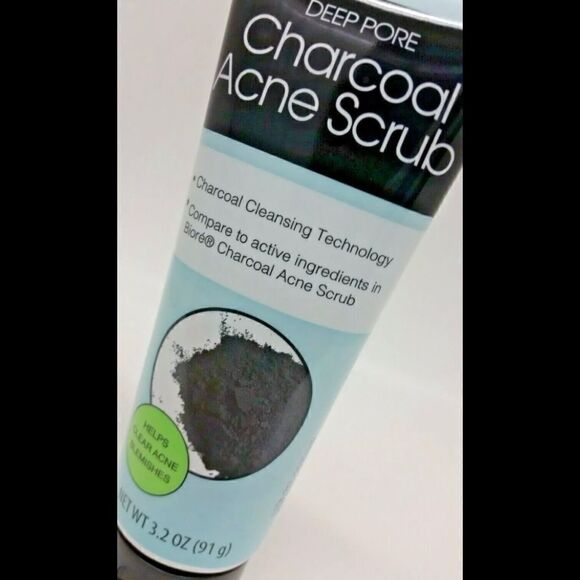 DEEP PORE
Charcoal
Acne Scrub
* Charcoal Cleansing Technology
* Compare to active ingredients in
Bioré® Charcoal Acne Scrub
HELPS
CLEAR ACNE
BLEMISHES
NET WT 3.2 OZ (91 g)